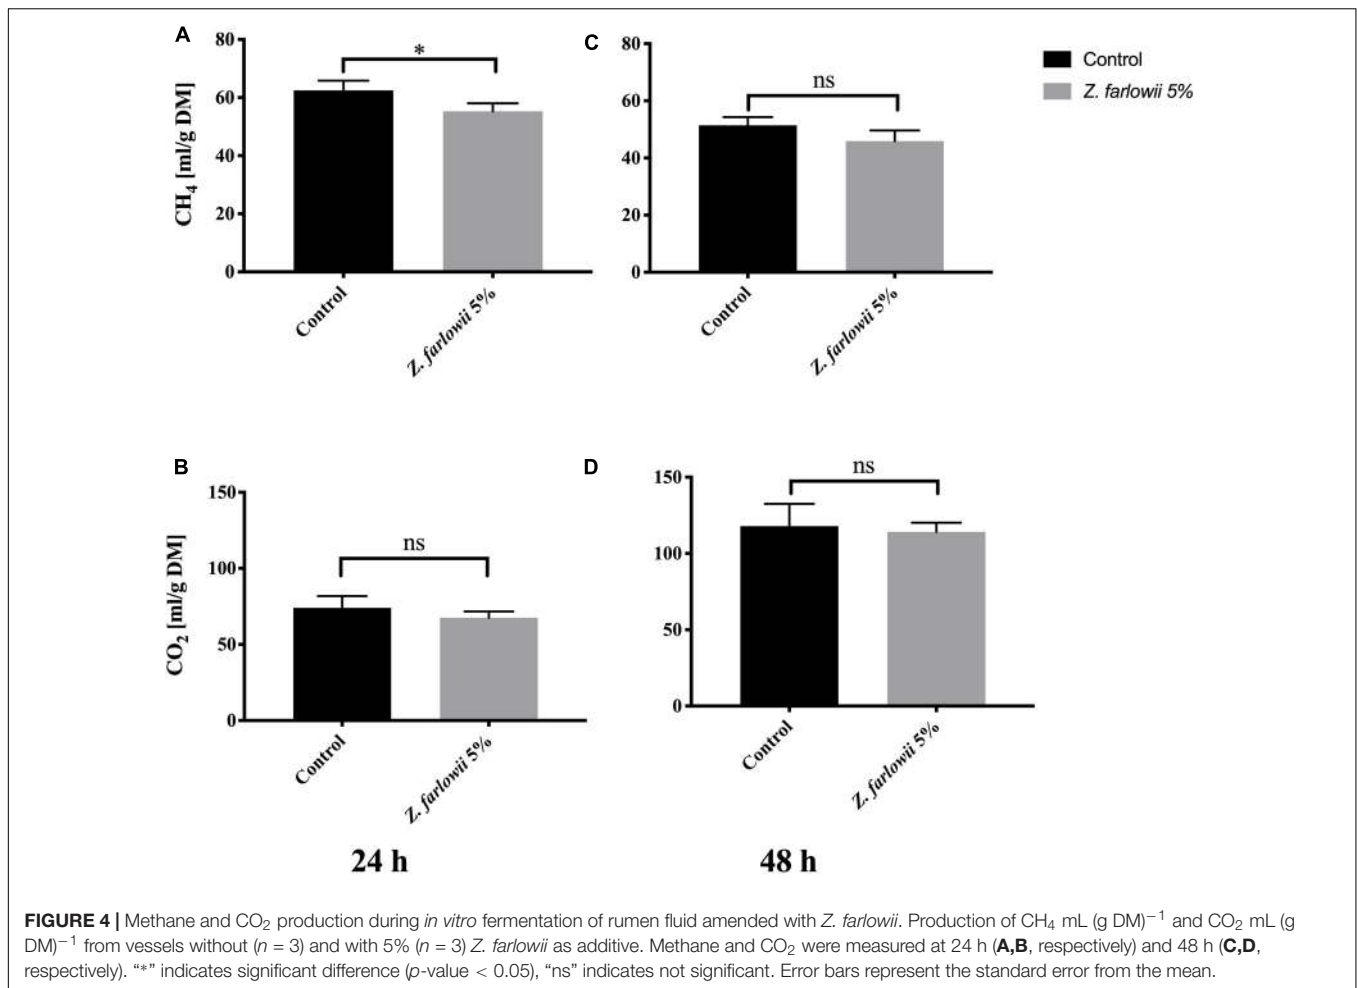 A
80
60
40
20
0
CH4 [ml/g DM]
*
Control
Z. farlowii 5%
C
80
60
40
20
0
ns
Control
Z. farlowii 5%
Control
Z. farlowii 5%
B
150
100
50
0
CO2 [ml/g DM]
ns
Control
Z. farlowii 5%
D
150
100
50
0
ns
Control
Z. farlowii 5%
24 h
48 h
FIGURE 4 | Methane and CO2 production during in vitro fermentation of rumen fluid amended with Z. farlowii. Production of CH4 mL (g DM)−1 and CO2 mL (g
DM)−1 from vessels without (n = 3) and with 5% (n = 3) Z. farlowii as additive. Methane and CO2 were measured at 24 h (A,B, respectively) and 48 h (C,D,
respectively). “*” indicates significant difference (p-value < 0.05), “ns” indicates not significant. Error bars represent the standard error from the mean.